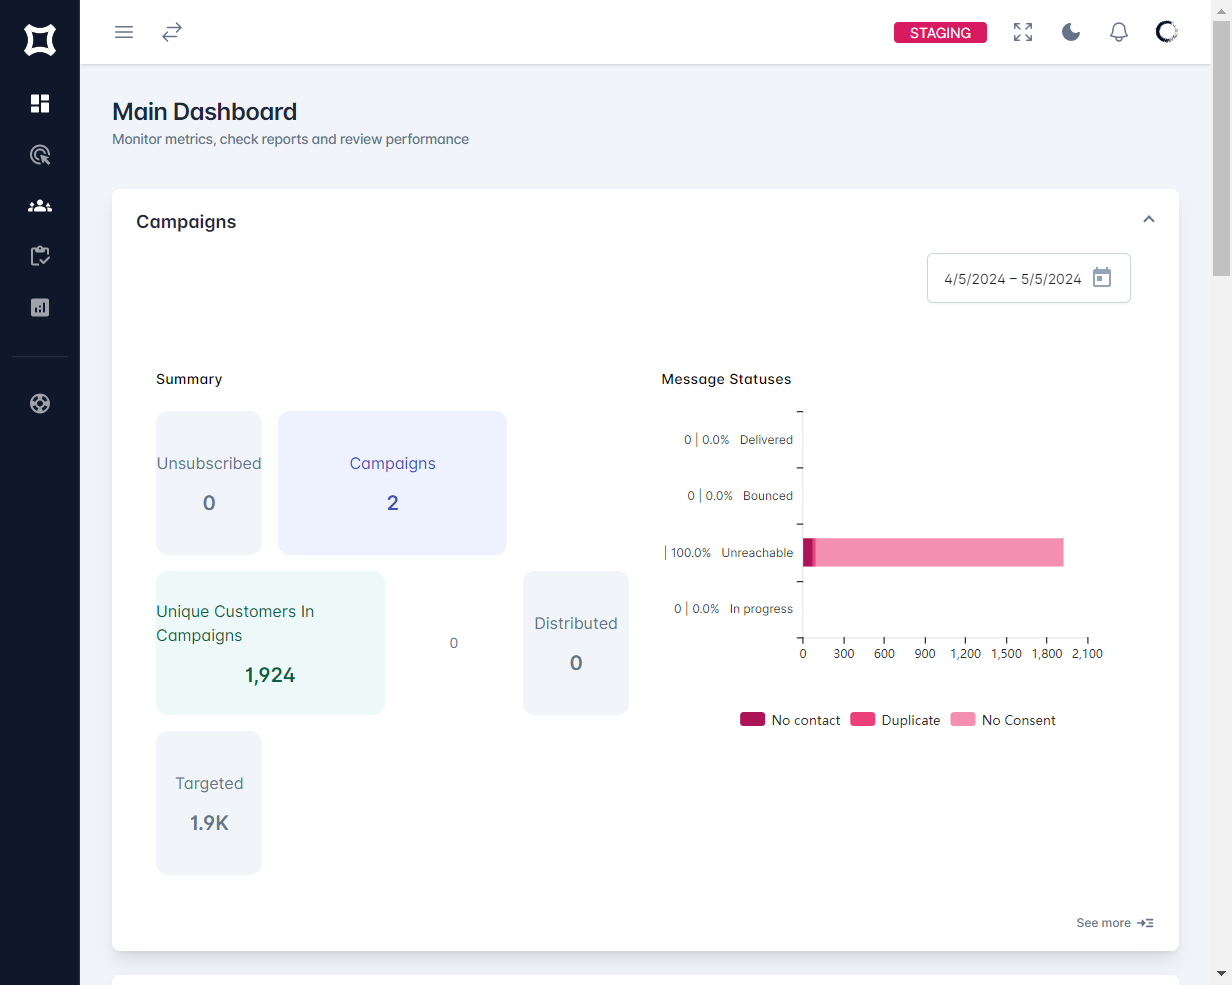 STAGING
Main Dashboard
Monitor metrics, check reports and review performance
Campaigns
4/5/2024 – 5/5/2024
Summary
Unsubscribed
0
Campaigns
2
Unique Customers In
Campaigns
1,924
0
Distributed
0
Targeted
1.9K
Message Statuses
0 | 0.0% Delivered
0 | 0.0% Bounced
| 100.0% Unreachable
0 | 0.0% In progress
0 300 600 900 1,200 1,500 1,800 2,100
No contact Duplicate No Consent
See more